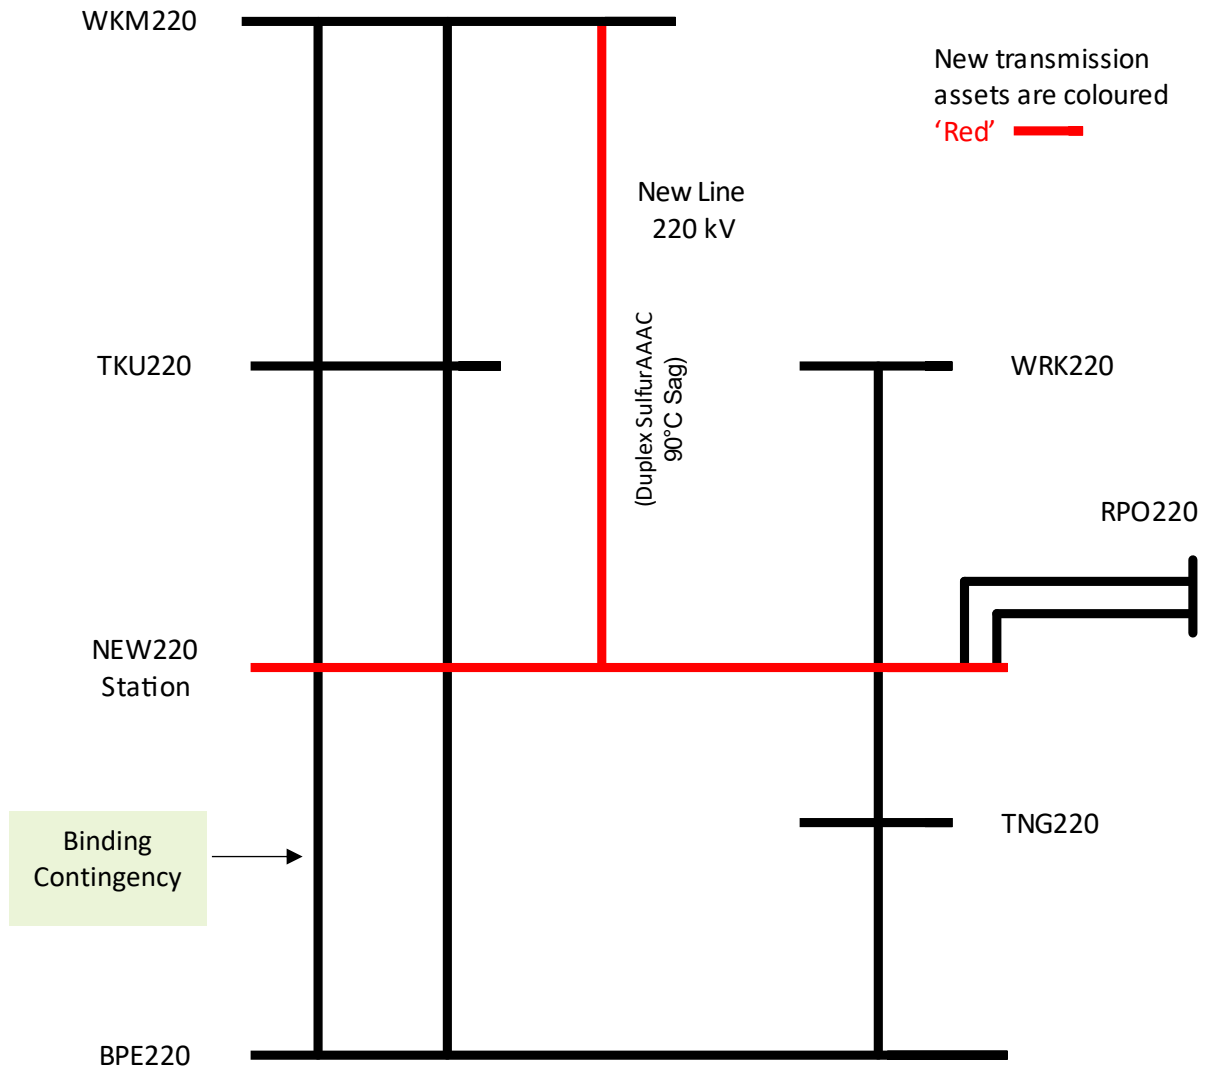 WKM220
New transmission
assets are coloured
‘Red’
New Line
220 kV
(Duplex SulfurAAAC
90°C Sag)
TKU220
WRK220
RPO220
NEW220
Station
Binding
Contingency
TNG220
BPE220